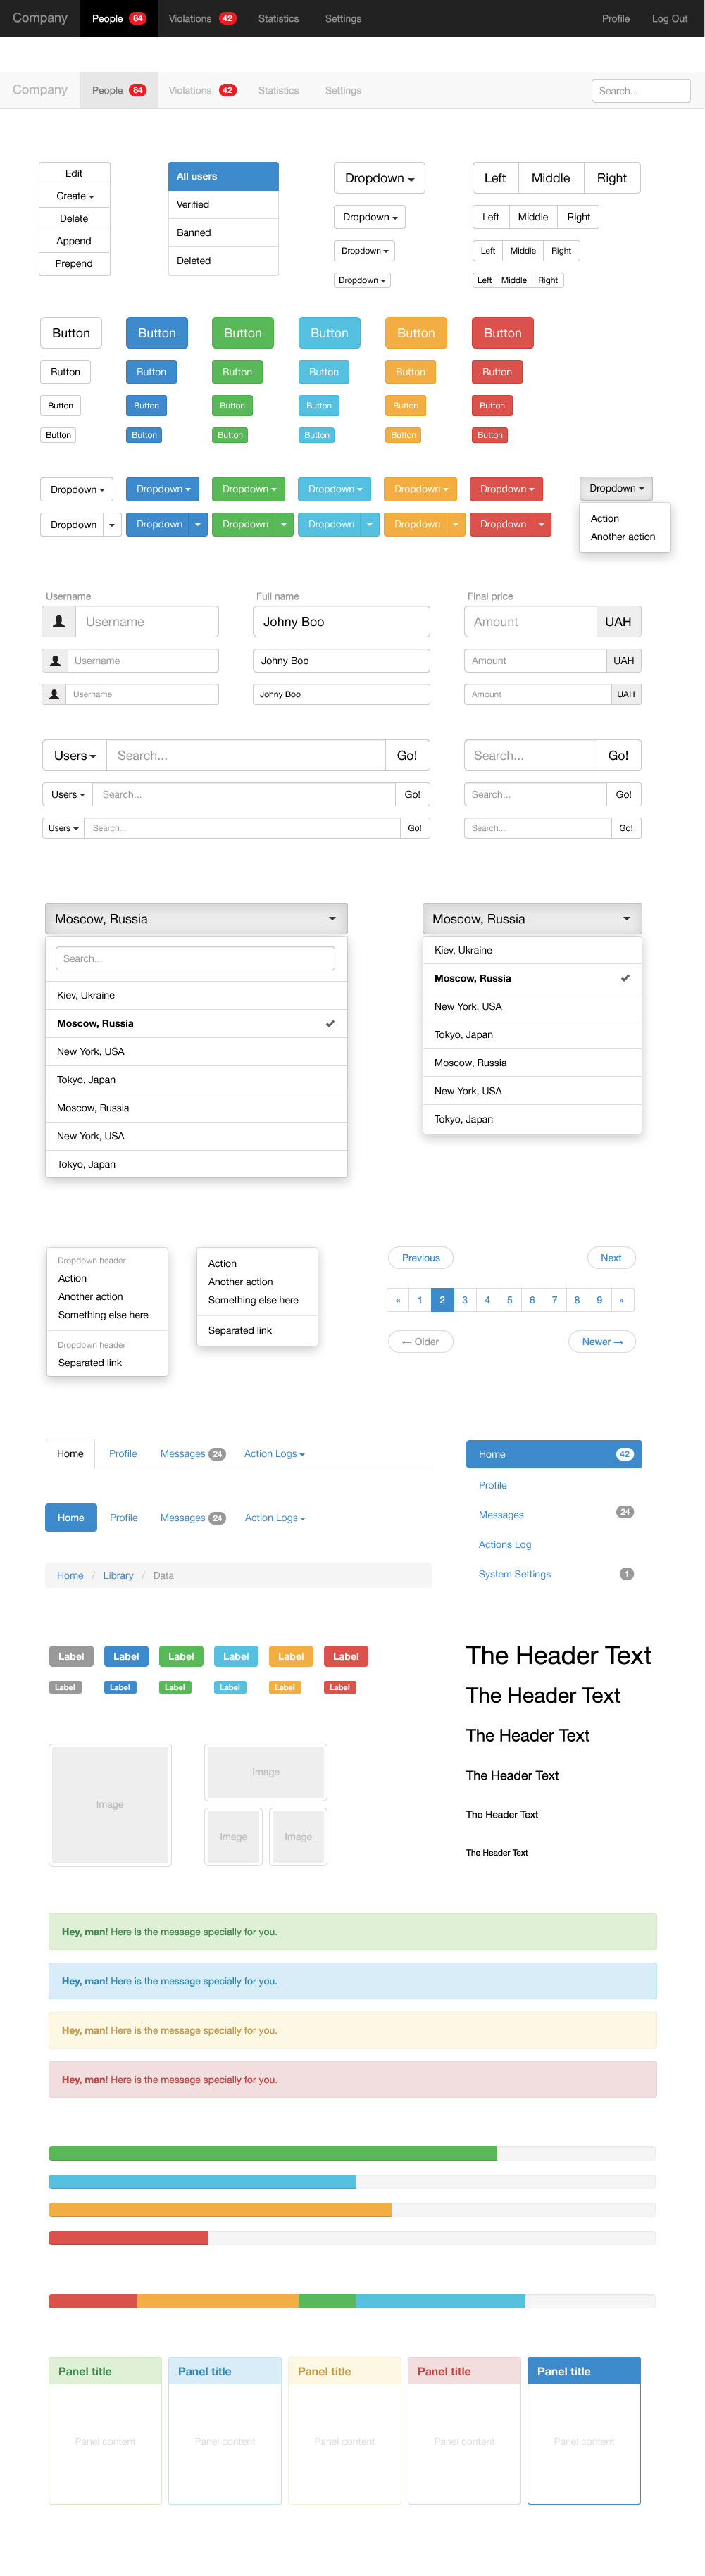 Company People 84 Violations 42 Statistics Settings Profile Log Out
Company People 84 Violations 42 Statistics Settings Search...
Edit
Create
Delete
Append
Prepend
All users
Verified
Banned
Deleted
Dropdown
Dropdown
Dropdown
Dropdown
Left Middle Right
Left Middle Right
Left Middle Right
Left Middle Right
Button Button Button Button Button Button
Button Button Button Button Button Button
Button Button Button Button Button Button
Button Button Button Button Button Button
Dropdown Dropdown Dropdown Dropdown Dropdown Dropdown
Dropdown Dropdown Dropdown Dropdown Dropdown Dropdown
Dropdown
Action
Another action
Username
Username
Username
Username
Full name
Johny Boo
Johny Boo
Johny Boo
Final price
Amount UAH
Amount UAH
Amount UAH
Users Search... Go!
Users Search... Go!
Users Search... Go!
Search... Go!
Search... Go!
Search... Go!
Moscow, Russia
Search...
Kiev, Ukraine
Moscow, Russia
New York, USA
Tokyo, Japan
Moscow, Russia
New York, USA
Tokyo, Japan
Moscow, Russia
Kiev, Ukraine
Moscow, Russia
New York, USA
Tokyo, Japan
Moscow, Russia
New York, USA
Tokyo, Japan
Dropdown header
Action
Another action
Something else here
Dropdown header
Separated link
Action
Another action
Something else here
Separated link
Previous Next
« 1 2 3 4 5 6 7 8 9 »
← Older Newer →
Home Profile Messages 24 Action Logs
Home Profile Messages 24 Action Logs
Home / Library / Data
Home 42
Profile
Messages 24
Actions Log
System Settings 1
Label Label Label Label Label Label
Label Label Label Label Label Label
Image
Image
Image Image
The Header Text
The Header Text
The Header Text
The Header Text
The Header Text
The Header Text
Hey, man! Here is the message specially for you.
Hey, man! Here is the message specially for you.
Hey, man! Here is the message specially for you.
Hey, man! Here is the message specially for you.
Panel title Panel title Panel title Panel title Panel title
Panel content Panel content Panel content Panel content Panel content